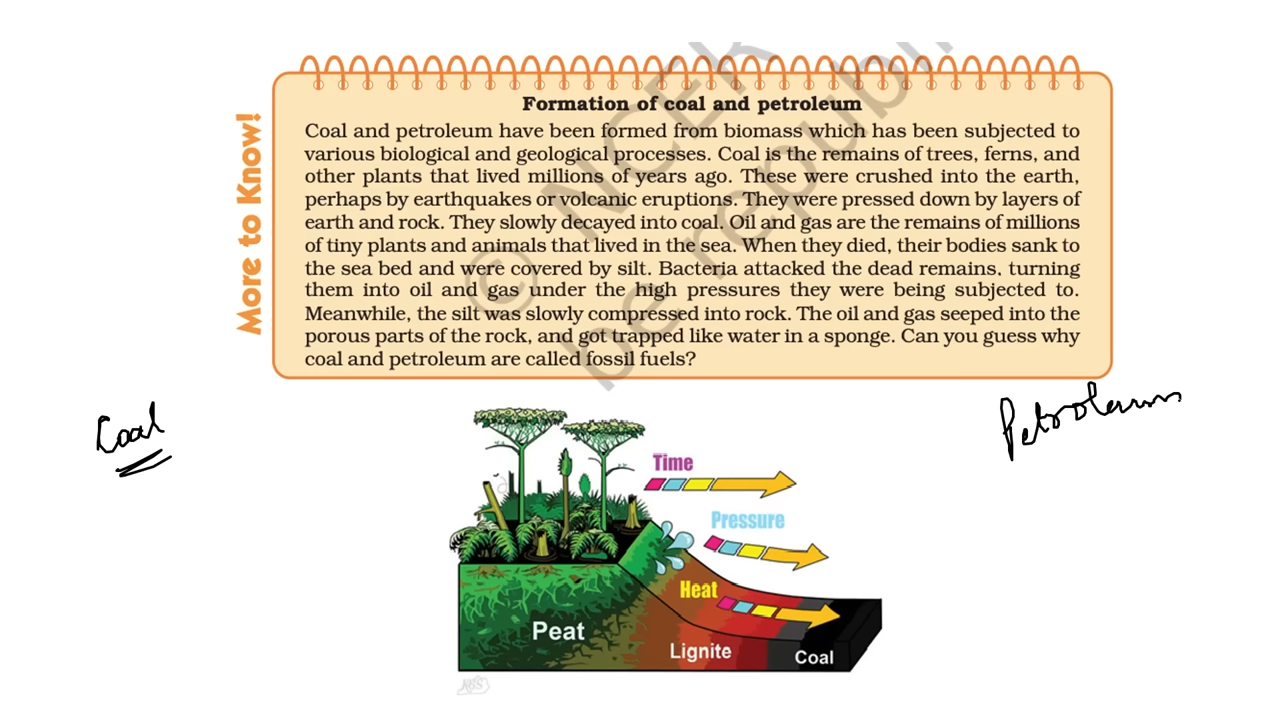 Formation of coal and petroleum
Coal and petroleum have been formed from biomass which has been subjected to
various biological and geological processes. Coal is the remains of trees, ferns, and
other plants that lived millions of years ago. These were crushed into the earth,
perhaps by earthquakes or volcanic eruptions. They were pressed down by layers of
earth and rock. They slowly decayed into coal. Oil and gas are the remains of millions
of tiny plants and animals that lived in the sea. When they died, their bodies sank to
the sea bed and were covered by silt. Bacteria attacked the dead remains, turning
them into oil and gas under the high pressures they were being subjected to.
Meanwhile, the silt was slowly compressed into rock. The oil and gas seeped into the
porous parts of the rock, and got trapped like water in a sponge. Can you guess why
coal and petroleum are called fossil fuels?
More to Know!
© NCER
be republi
Coal
Petroleum
Time
Pressure
Heat
Peat
Lignite
Coal